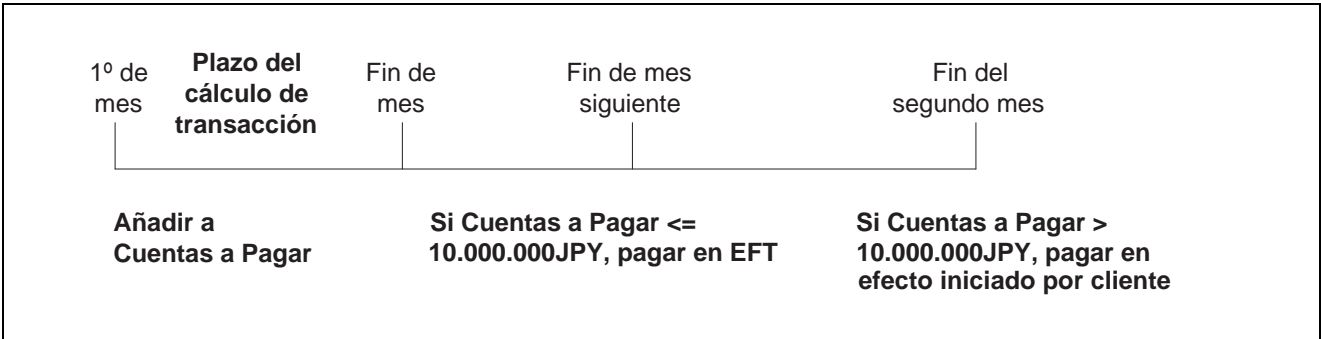 1º de
mes
Plazo del
cálculo de
transacción
Fin de
mes
Fin de mes
siguiente
Fin del
segundo mes
Añadir a
Cuentas a Pagar
Si Cuentas a Pagar <=
10.000.000JPY, pagar en EFT
Si Cuentas a Pagar >
10.000.000JPY, pagar en
efecto iniciado por cliente